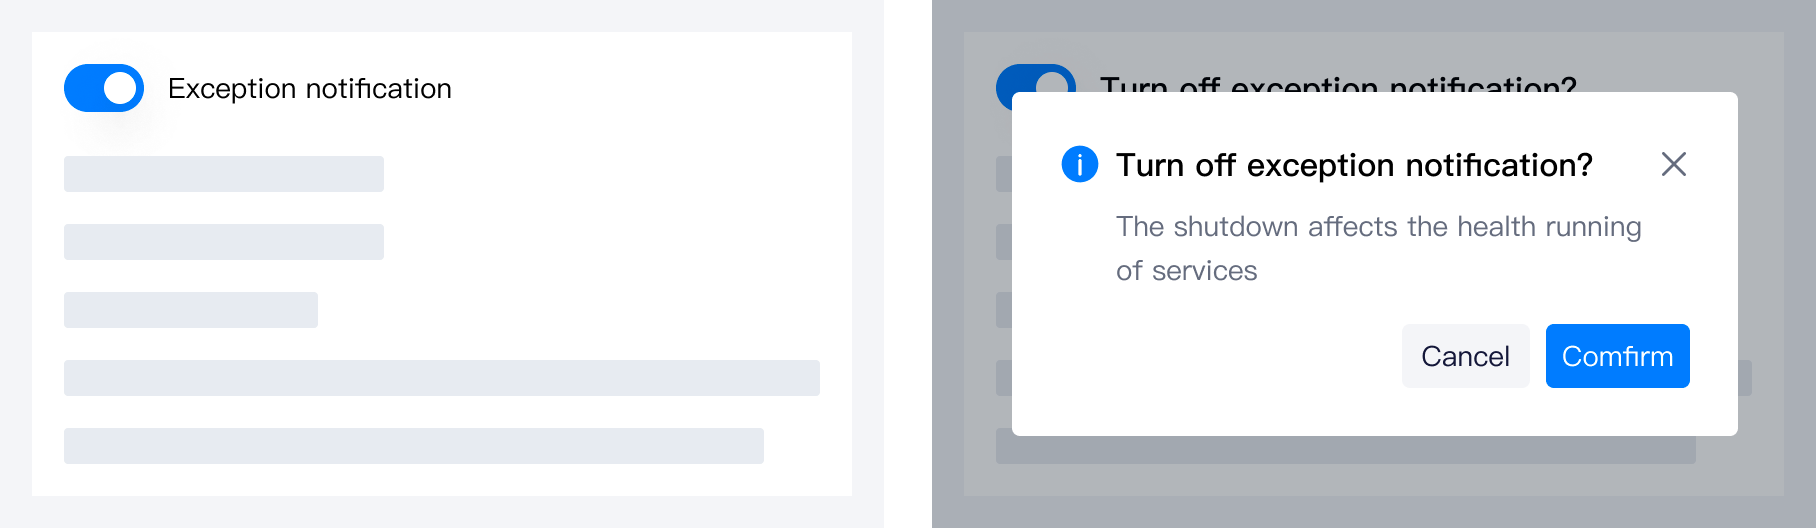 Exception notification
Turn off exception notification?
Turn off exception notification?
The shutdown affects the health running
of services
Cancel
Comfirm